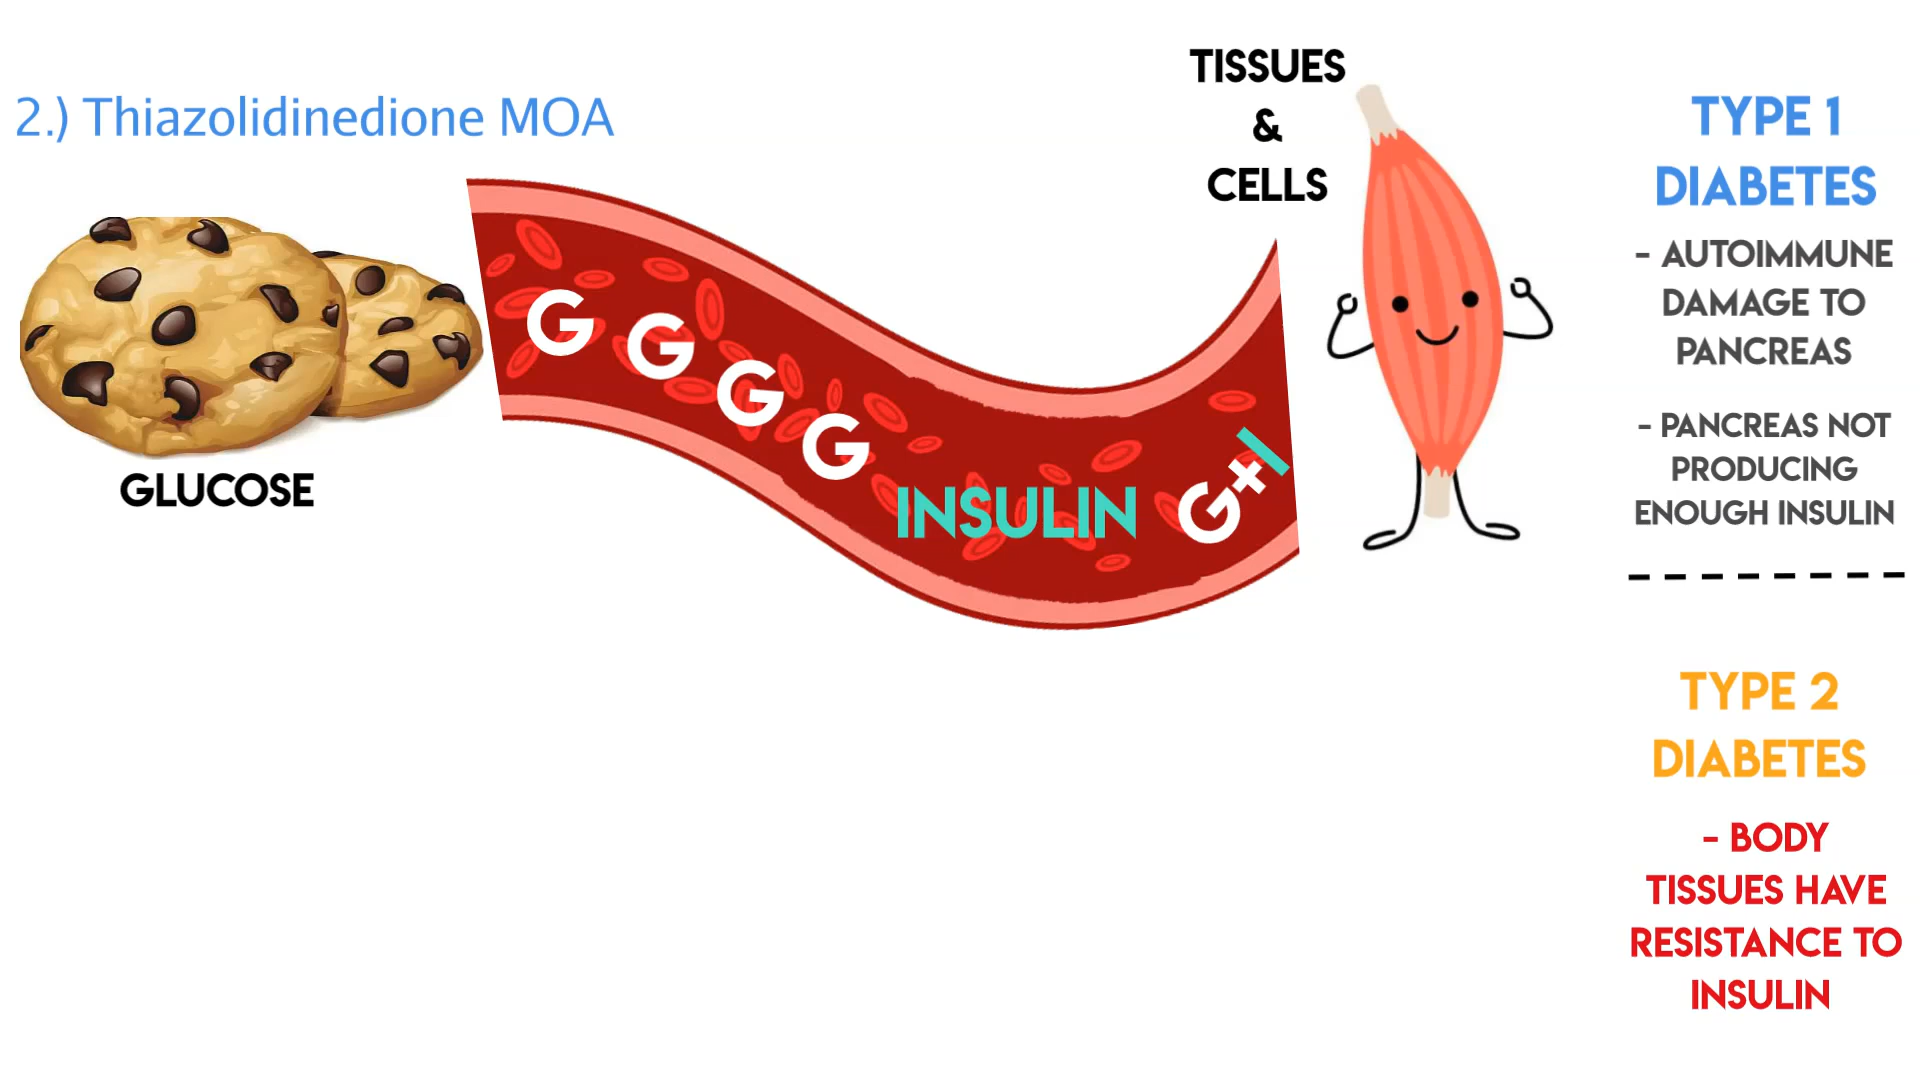 2.) Thiazolidinedione MOA
GLUCOSE
G
G
G
G
INSULIN
G+I
TISSUES
&
CELLS
TYPE 1
DIABETES
- AUTOIMMUNE
DAMAGE TO
PANCREAS
- PANCREAS NOT
PRODUCING
ENOUGH INSULIN
TYPE 2
DIABETES
- BODY
TISSUES HAVE
RESISTANCE TO
INSULIN